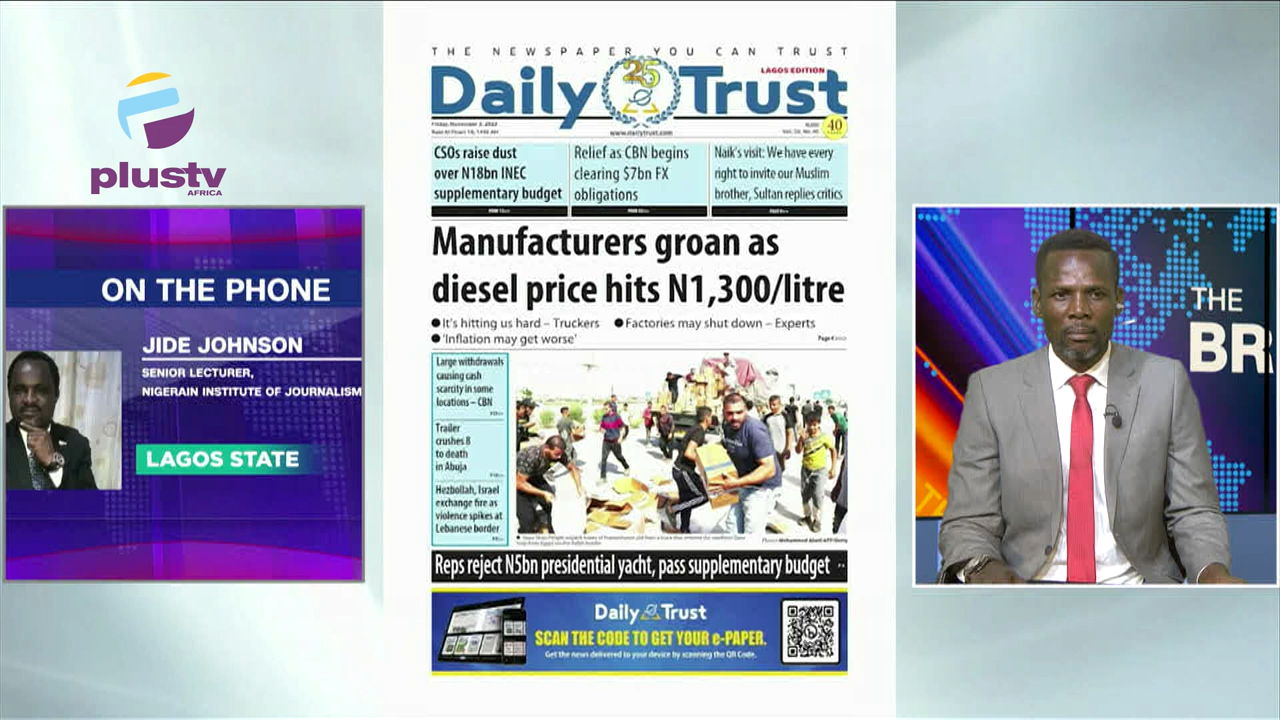 plustv
AFRICA
ON THE PHONE
JIDE JOHNSON
SENIOR LECTURER,
NIGERAIN INSTITUTE OF JOURNALISM
LAGOS STATE
THE NEWSPAPER YOU CAN TRUST
Daily 25 Trust
LAGOS EDITION
Friday, November 3, 2023
www.dailytrust.com
40
CSOs raise dust
over N18bn INEC
supplementary budget
Relief as CBN begins
clearing $7bn FX
obligations
Naik's visit: We have every
right to invite our Muslim
brother, Sultan replies critics
Manufacturers groan as
diesel price hits N1,300/litre
● It's hitting us hard – Truckers ● Factories may shut down – Experts
● 'Inflation may get worse'
Large withdrawals
causing cash
scarcity in some
locations – CBN
Trailer
crushes 8
to death
in Abuja
Hezbollah, Israel
exchange fire as
violence spikes at
Lebanese border
Reps reject N5bn presidential yacht, pass supplementary budget
Daily Trust
SCAN THE CODE TO GET YOUR e-PAPER.
Get the news delivered to your device by scanning the QR Code.
THE
BR